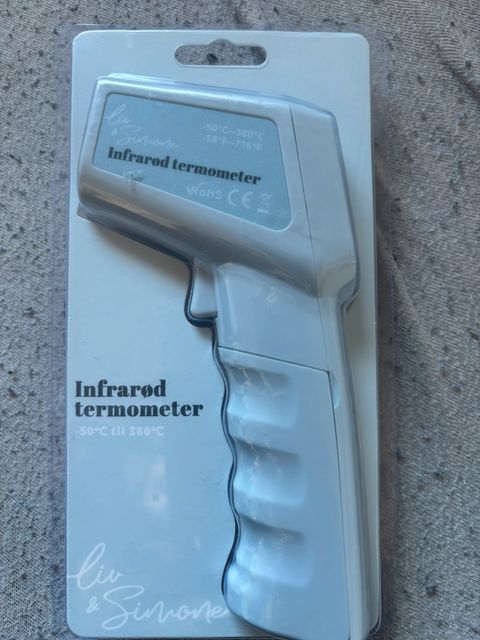 Liv
& Simone
-50°C~380°C
-58°F~716°F
Infrarød termometer
RoHS CE
Infrarød
termometer
-50°C til 380°C
Liv
& Simone